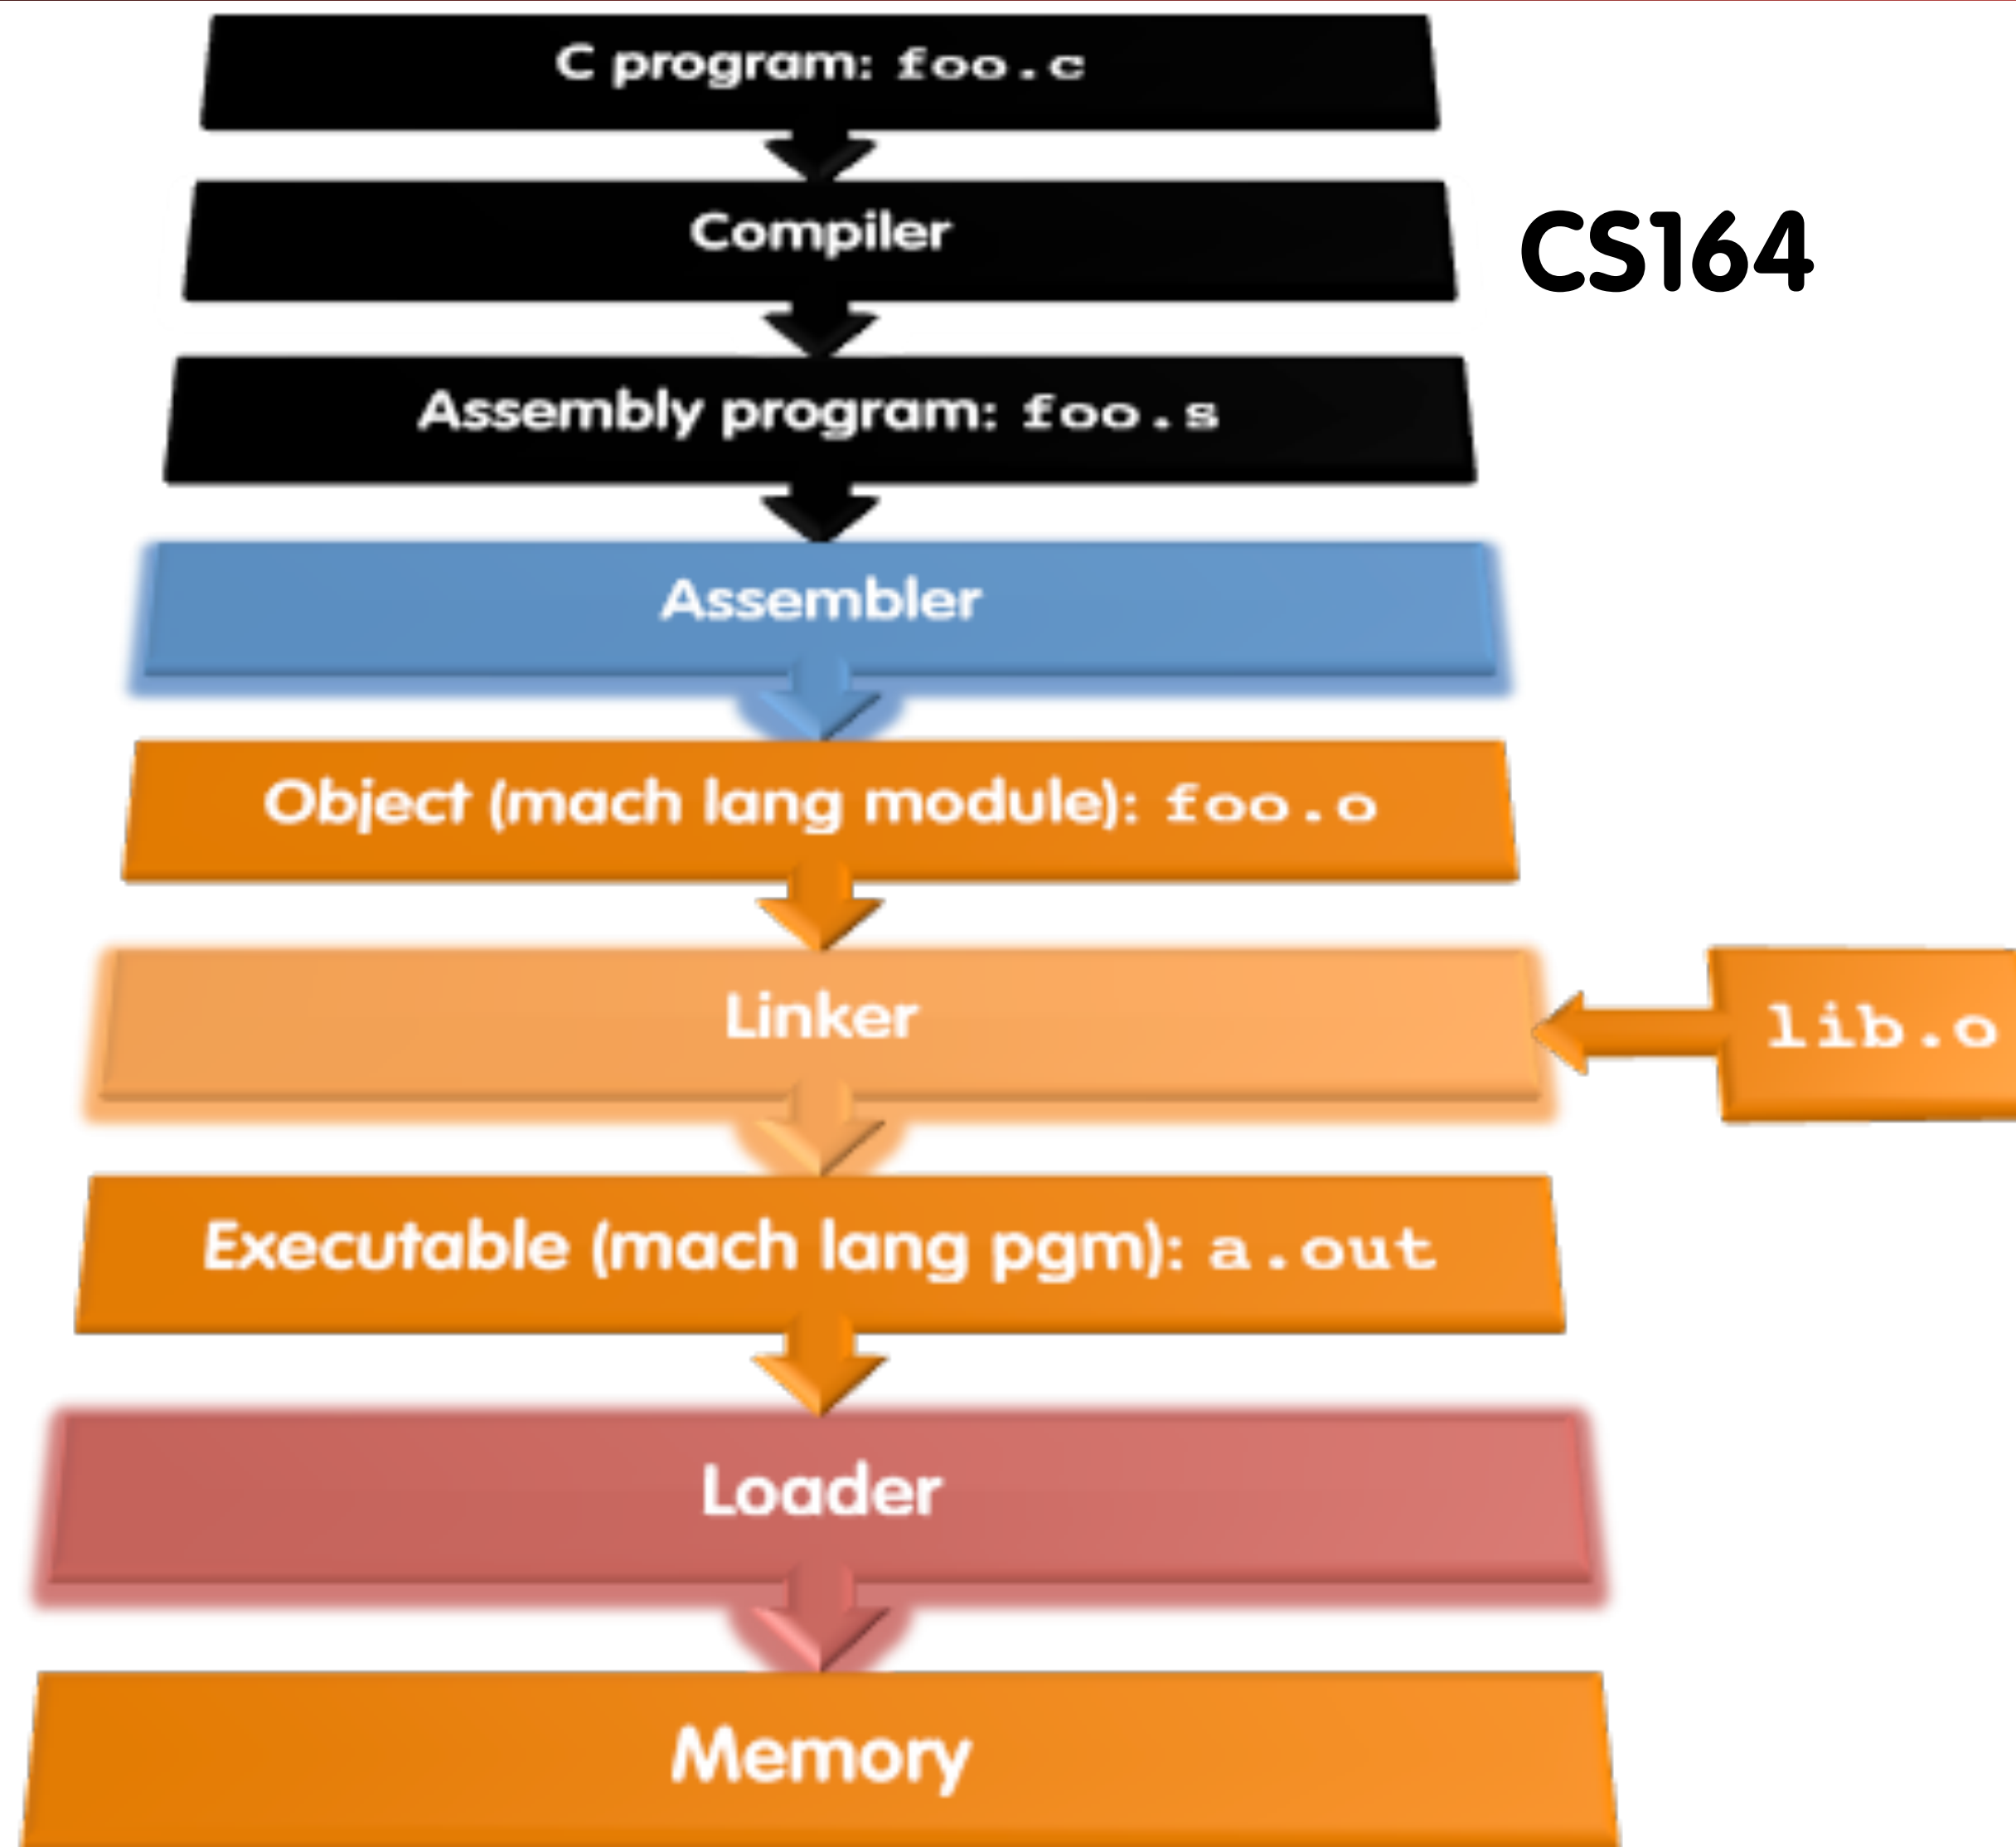 C program: foo.c
Compiler
CS164
Assembly program: foo.s
Assembler
Object (mach lang module): foo.o
Linker
lib.o
Executable (mach lang pgm): a.out
Loader
Memory